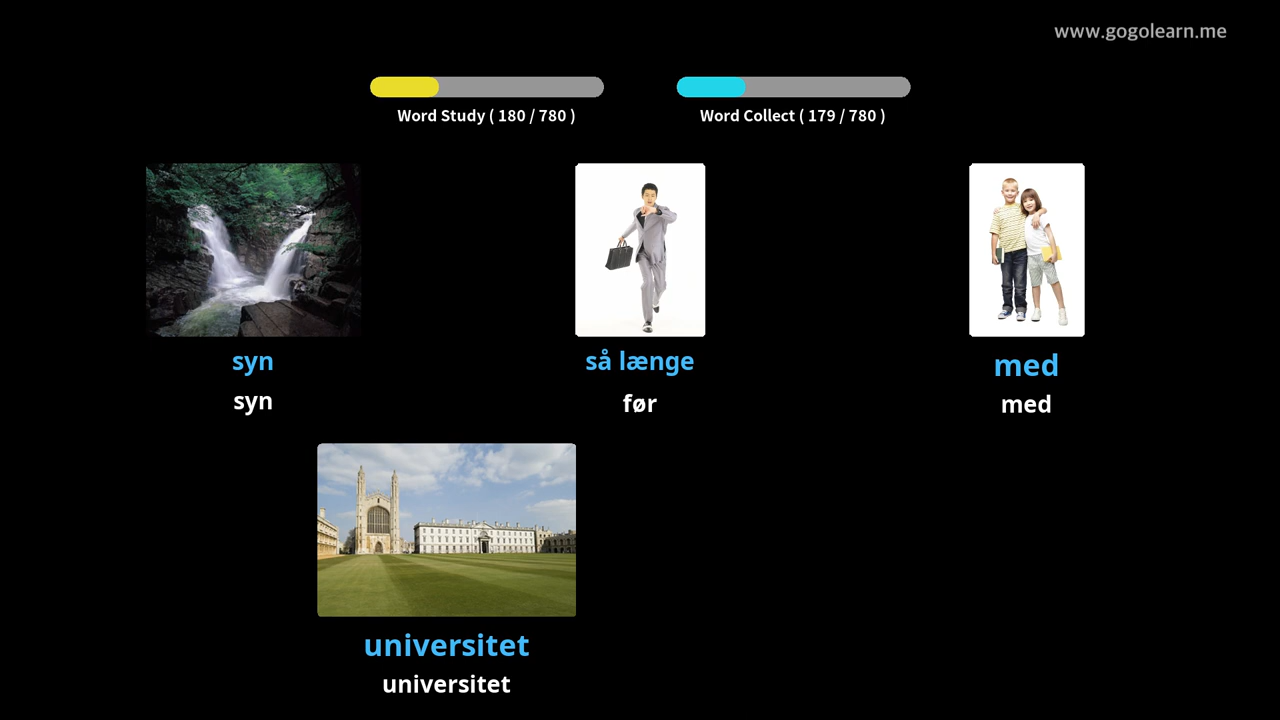 www.gogolearn.me
Word Study ( 180 / 780 )
Word Collect ( 179 / 780 )
syn
syn
så længe
før
med
med
universitet
universitet